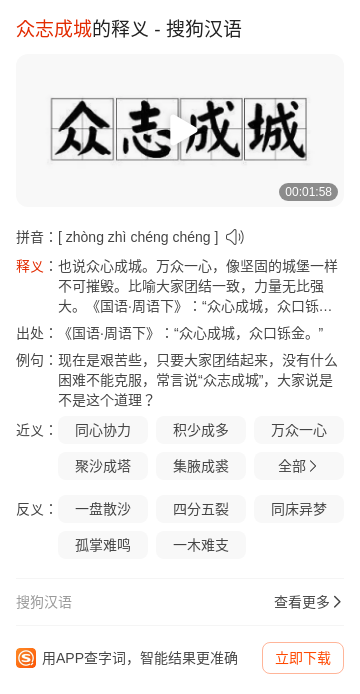 众志成城的释义 - 搜狗汉语
众志成城
00:01:58
拼音：[ zhòng zhì chéng chéng ]
释义：也说众心成城。万众一心，像坚固的城堡一样
不可摧毁。比喻大家团结一致，力量无比强
大。《国语·周语下》：“众心成城，众口铄…
出处：《国语·周语下》：“众心成城，众口铄金。”
例句：现在是艰苦些，只要大家团结起来，没有什么
困难不能克服，常言说“众志成城”，大家说是
不是这个道理？
近义：同心协力 积少成多 万众一心
聚沙成塔 集腋成裘 全部
反义：一盘散沙 四分五裂 同床异梦
孤掌难鸣 一木难支
搜狗汉语 查看更多
用APP查字词，智能结果更准确 立即下载